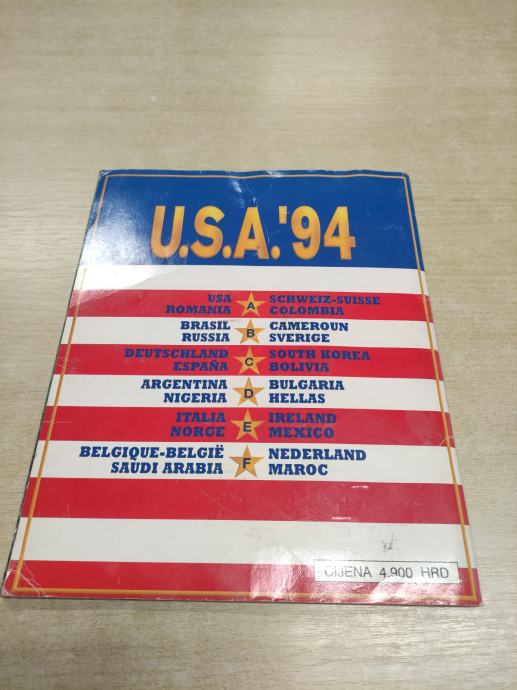 U.S.A.'94
USA A SCHWEIZ-SUISSE
ROMANIA COLOMBIA
BRASIL B CAMEROUN
RUSSIA SVERIGE
DEUTSCHLAND C SOUTH KOREA
ESPAÑA BOLIVIA
ARGENTINA D BULGARIA
NIGERIA HELLAS
ITALIA E IRELAND
NORGE MEXICO
BELGIQUE-BELGIË F NEDERLAND
SAUDI ARABIA MAROC
CIJENA 4.900 HRD